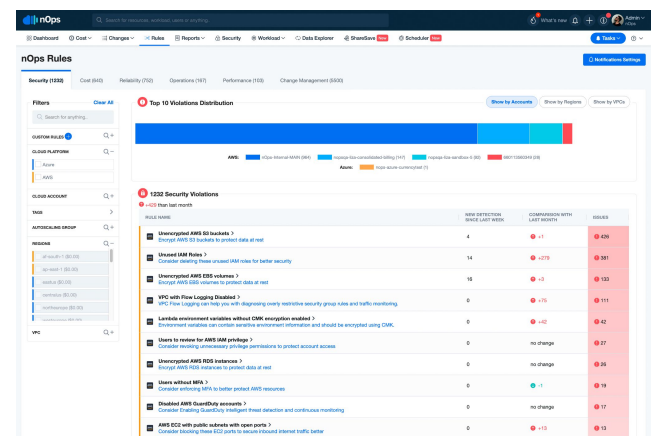 nOps
Search for resources, workload, users or anything
What's new
Admin
nOps
Dashboard Cost Changes Rules Reports Security Workload Data Explorer ShareSave New Scheduler New
Tasks
nOps Rules
Notifications Settings
Security (1232) Cost (640) Reliability (752) Operations (167) Performance (103) Change Management (5500)
Filters Clear All
Search for anything..
CUSTOM RULES
CLOUD PLATFORM
Azure
AWS
CLOUD ACCOUNT
TAGS
AUTOSCALING GROUP
REGIONS
VPC
Top 10 Violations Distribution
Show by Accounts Show by Regions Show by VPCs
AWS:
Azure: nops-azure-currencytest (1)
1232 Security Violations
+429 than last month
RULE NAME NEW DETECTION SINCE LAST WEEK COMPARISON WITH LAST MONTH ISSUES
Unencrypted AWS S3 buckets >
Encrypt AWS S3 buckets to protect data at rest
4 +1 426
Unused IAM Roles >
Consider deleting these unused IAM roles for better security
14 +278 381
Unencrypted AWS EBS volumes >
Encrypt AWS EBS volumes to protect data at rest
16 +3 133
VPC with Flow Logging Disabled >
VPC Flow Logging can help you with diagnosing overly restrictive security group rules and traffic monitoring.
0 +75 111
Lambda environment variables without CMK encryption enabled >
Environment variables can contain sensitive environment information and should be encrypted using CMK.
0 +42 42
Users to review for AWS IAM privilege >
Consider revoking unnecessary privilege permissions to protect account access
0 no change 27
Unencrypted AWS RDS instances >
Encrypt AWS RDS instances to protect data at rest
0 no change 26
Users without MFA >
Consider enforcing MFA to better protect AWS resources
0 -1 19
Disabled AWS GuardDuty accounts >
Consider Enabling GuardDuty intelligent threat detection and continuous monitoring
0 no change 17
AWS EC2 with public subnets with open ports >
Consider blocking these EC2 ports to secure inbound internet traffic better
0 +13 13